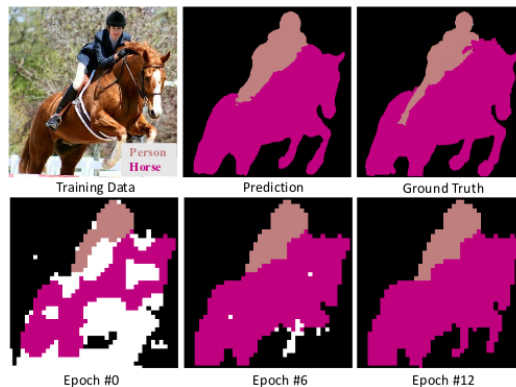 Person
Horse
Training Data
Prediction
Ground Truth
Epoch #0
Epoch #6
Epoch #12